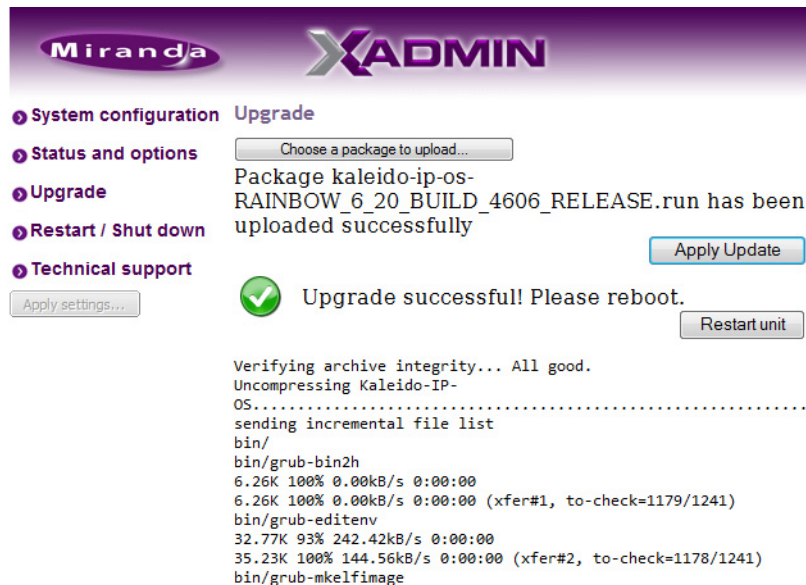 Miranda
XADMIN
System configuration
Status and options
Upgrade
Restart / Shut down
Technical support
Apply settings...
Upgrade
Choose a package to upload...
Package kaleido-ip-os-
RAINBOW_6_20_BUILD_4606_RELEASE.run has been
uploaded successfully
Apply Update
Upgrade successful! Please reboot.
Restart unit
Verifying archive integrity... All good.
Uncompressing Kaleido-IP-
OS..............................................................
sending incremental file list
bin/
bin/grub-bin2h
6.26K 100% 0.00kB/s 0:00:00
6.26K 100% 0.00kB/s 0:00:00 (xfer#1, to-check=1179/1241)
bin/grub-editenv
32.77K 93% 242.42kB/s 0:00:00
35.23K 100% 144.56kB/s 0:00:00 (xfer#2, to-check=1178/1241)
bin/grub-mkelfimage